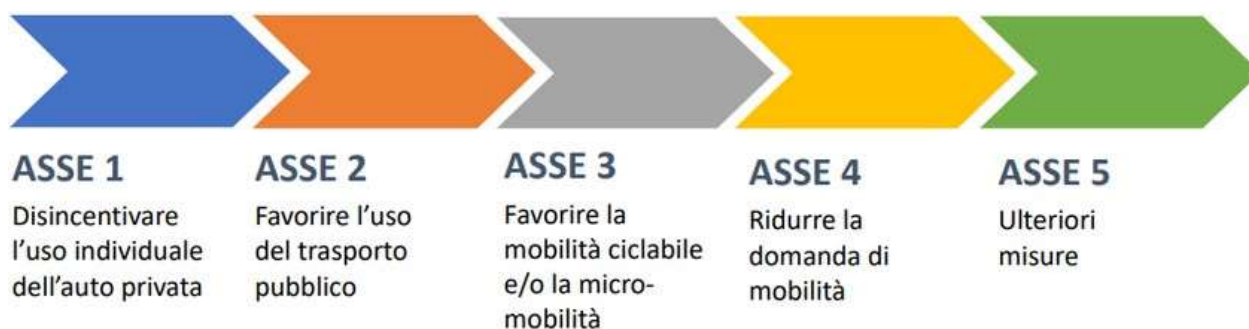 ASSE 1
Disincentivare
l’uso individuale
dell’auto privata
ASSE 2
Favorire l’uso
del trasporto
pubblico
ASSE 3
Favorire la
mobilità ciclabile
e/o la micro-
mobilità
ASSE 4
Ridurre la
domanda di
mobilità
ASSE 5
Ulteriori
misure